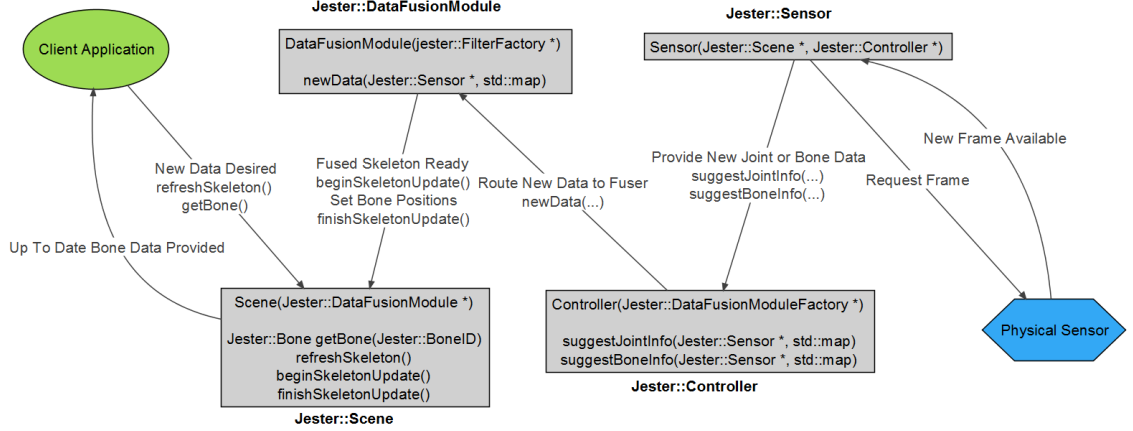 Jester::DataFusionModule
Jester::Sensor
Client Application
DataFusionModule(jester::FilterFactory *)
newData(Jester::Sensor *, std::map)
Sensor(Jester::Scene *, Jester::Controller *)
New Data Desired
refreshSkeleton()
getBone()
Fused Skeleton Ready
beginSkeletonUpdate()
Set Bone Positions
finishSkeletonUpdate()
Route New Data to Fuser
newData(...)
Provide New Joint or Bone Data
suggestJointInfo(...)
suggestBoneInfo(...)
New Frame Available
Request Frame
Up To Date Bone Data Provided
Scene(Jester::DataFusionModule *)
Jester::Bone getBone(Jester::BoneID)
refreshSkeleton()
beginSkeletonUpdate()
finishSkeletonUpdate()
Jester::Scene
Controller(Jester::DataFusionModuleFactory *)
suggestJointInfo(Jester::Sensor *, std::map)
suggestBoneInfo(Jester::Sensor *, std::map)
Jester::Controller
Physical Sensor